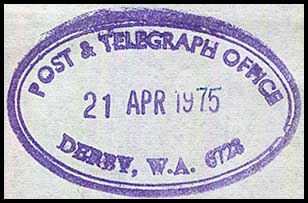 POST & TELEGRAPH OFFICE
21 APR 1975
DERBY, W.A. 6728